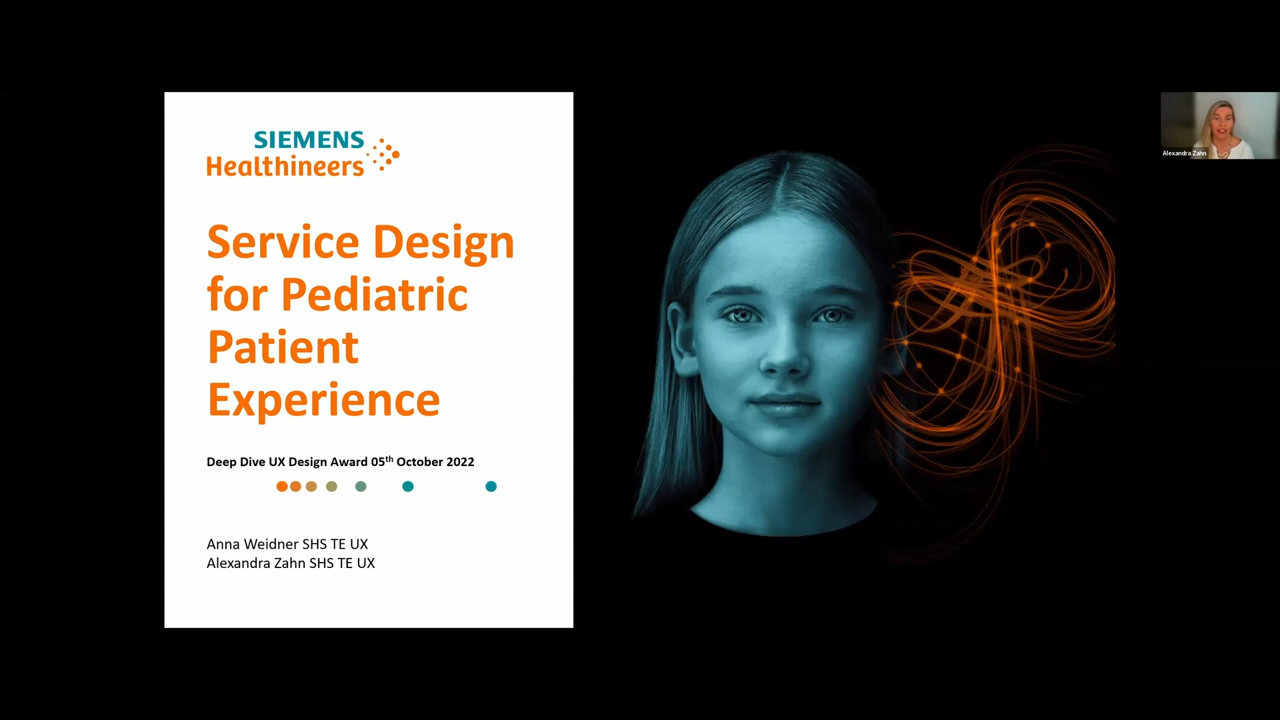 SIEMENS
Healthineers
Service Design
for Pediatric
Patient
Experience
Deep Dive UX Design Award 05th October 2022
Anna Weidner SHS TE UX
Alexandra Zahn SHS TE UX
Alexandra Zahn